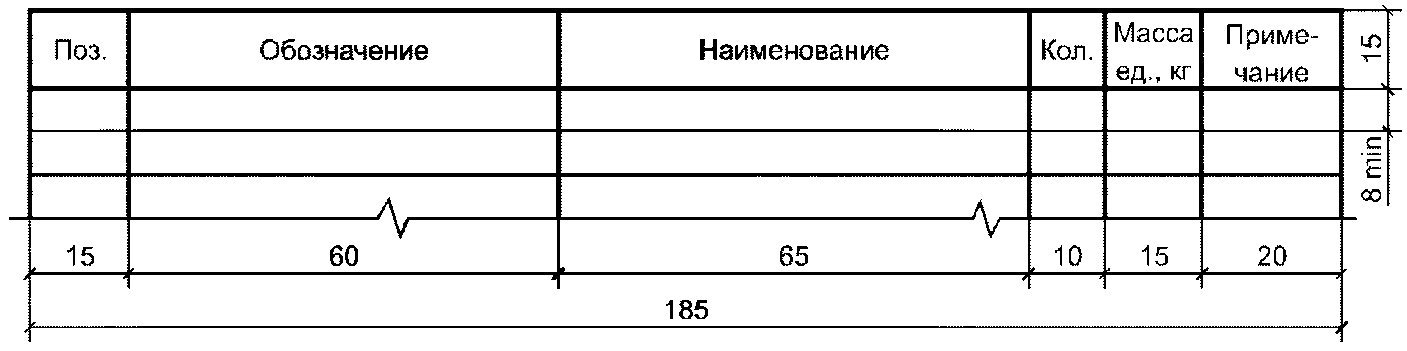 Поз.
Обозначение
Наименование
Кол.
Масса
ед., кг
Приме-
чание
15
8 min
15
60
65
10
15
20
185